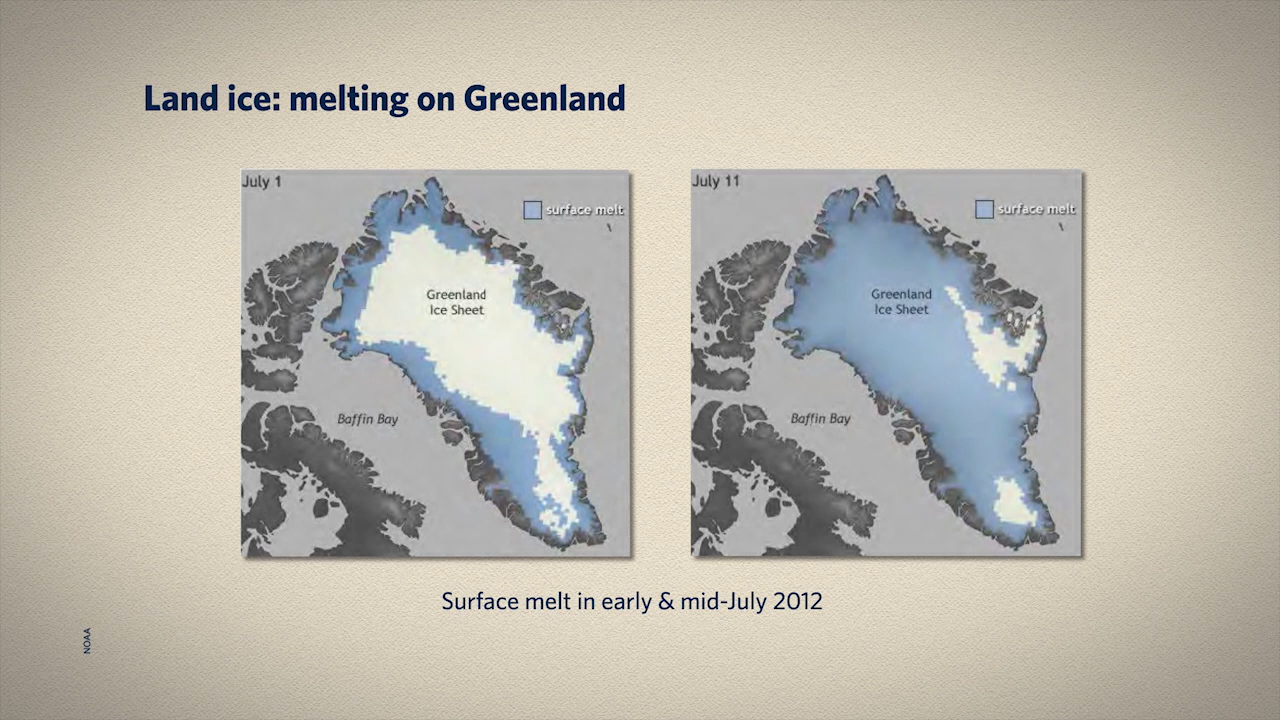 Land ice: melting on Greenland
July 1
surface melt
Greenland
Ice Sheet
Baffin Bay
July 11
surface melt
Greenland
Ice Sheet
Baffin Bay
Surface melt in early & mid-July 2012
NOAA